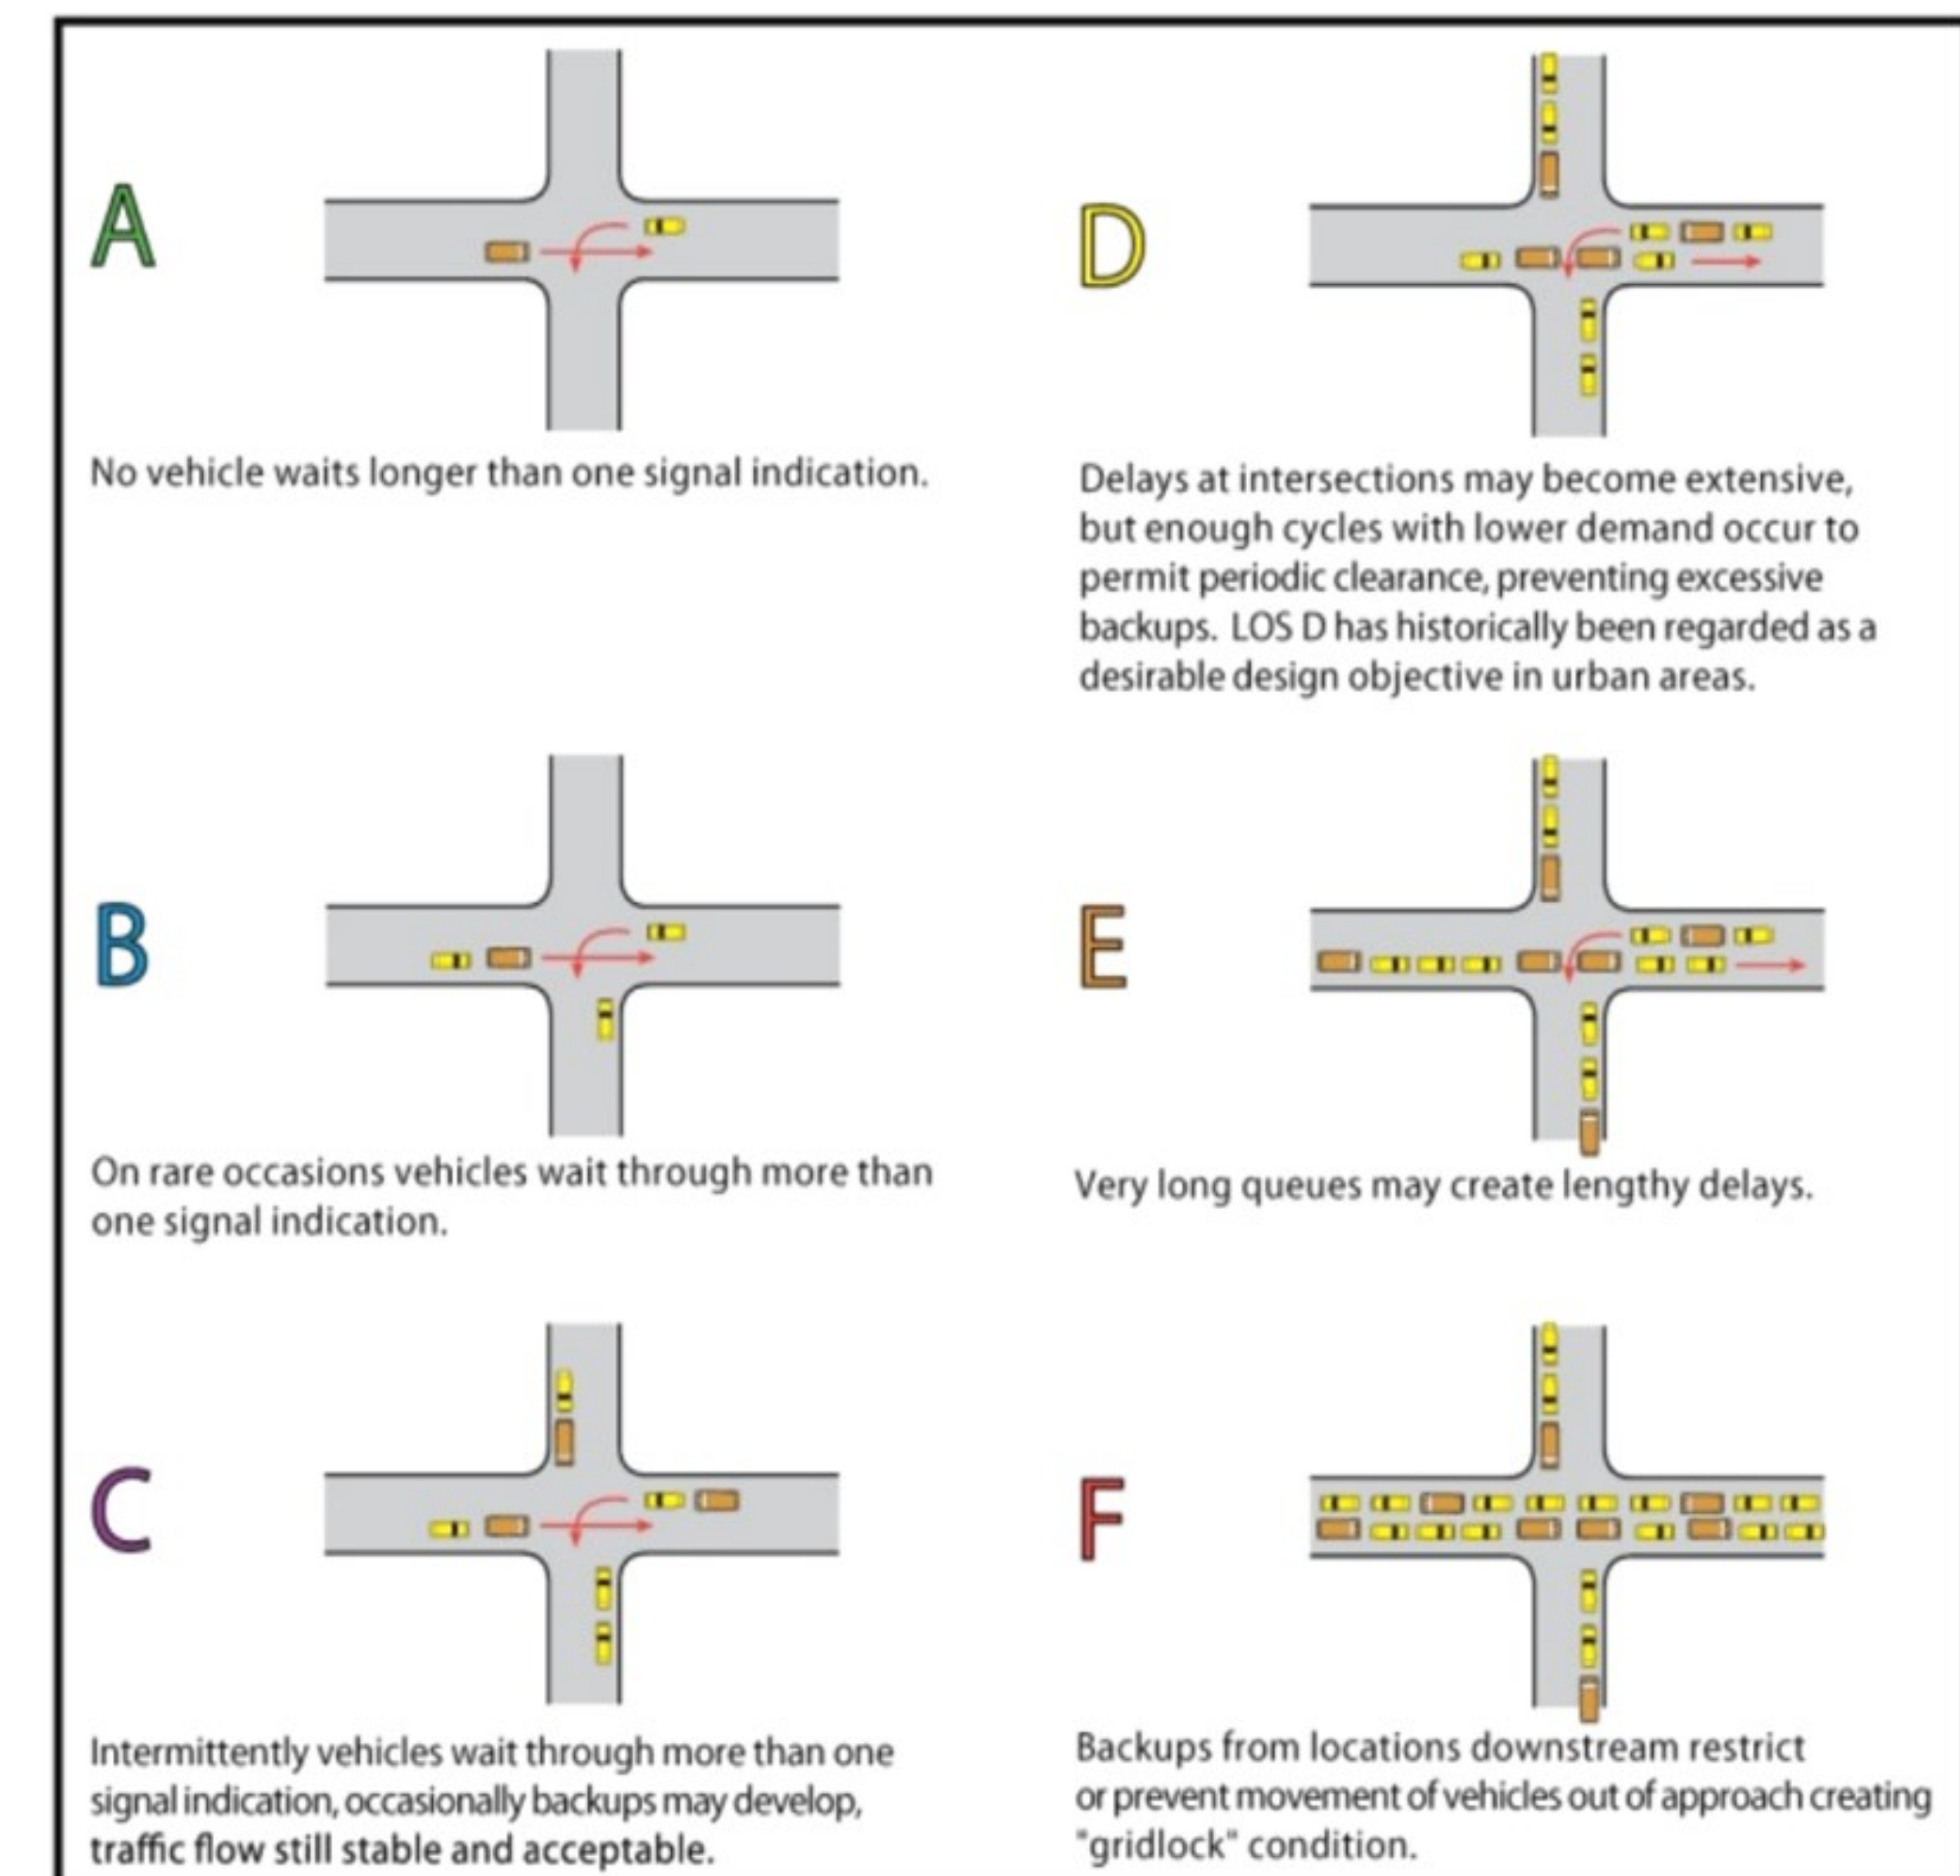 A
No vehicle waits longer than one signal indication.
B
On rare occasions vehicles wait through more than
one signal indication.
C
Intermittently vehicles wait through more than one
signal indication, occasionally backups may develop,
traffic flow still stable and acceptable.
D
Delays at intersections may become extensive,
but enough cycles with lower demand occur to
permit periodic clearance, preventing excessive
backups. LOS D has historically been regarded as a
desirable design objective in urban areas.
E
Very long queues may create lengthy delays.
F
Backups from locations downstream restrict
or prevent movement of vehicles out of approach creating
"gridlock" condition.